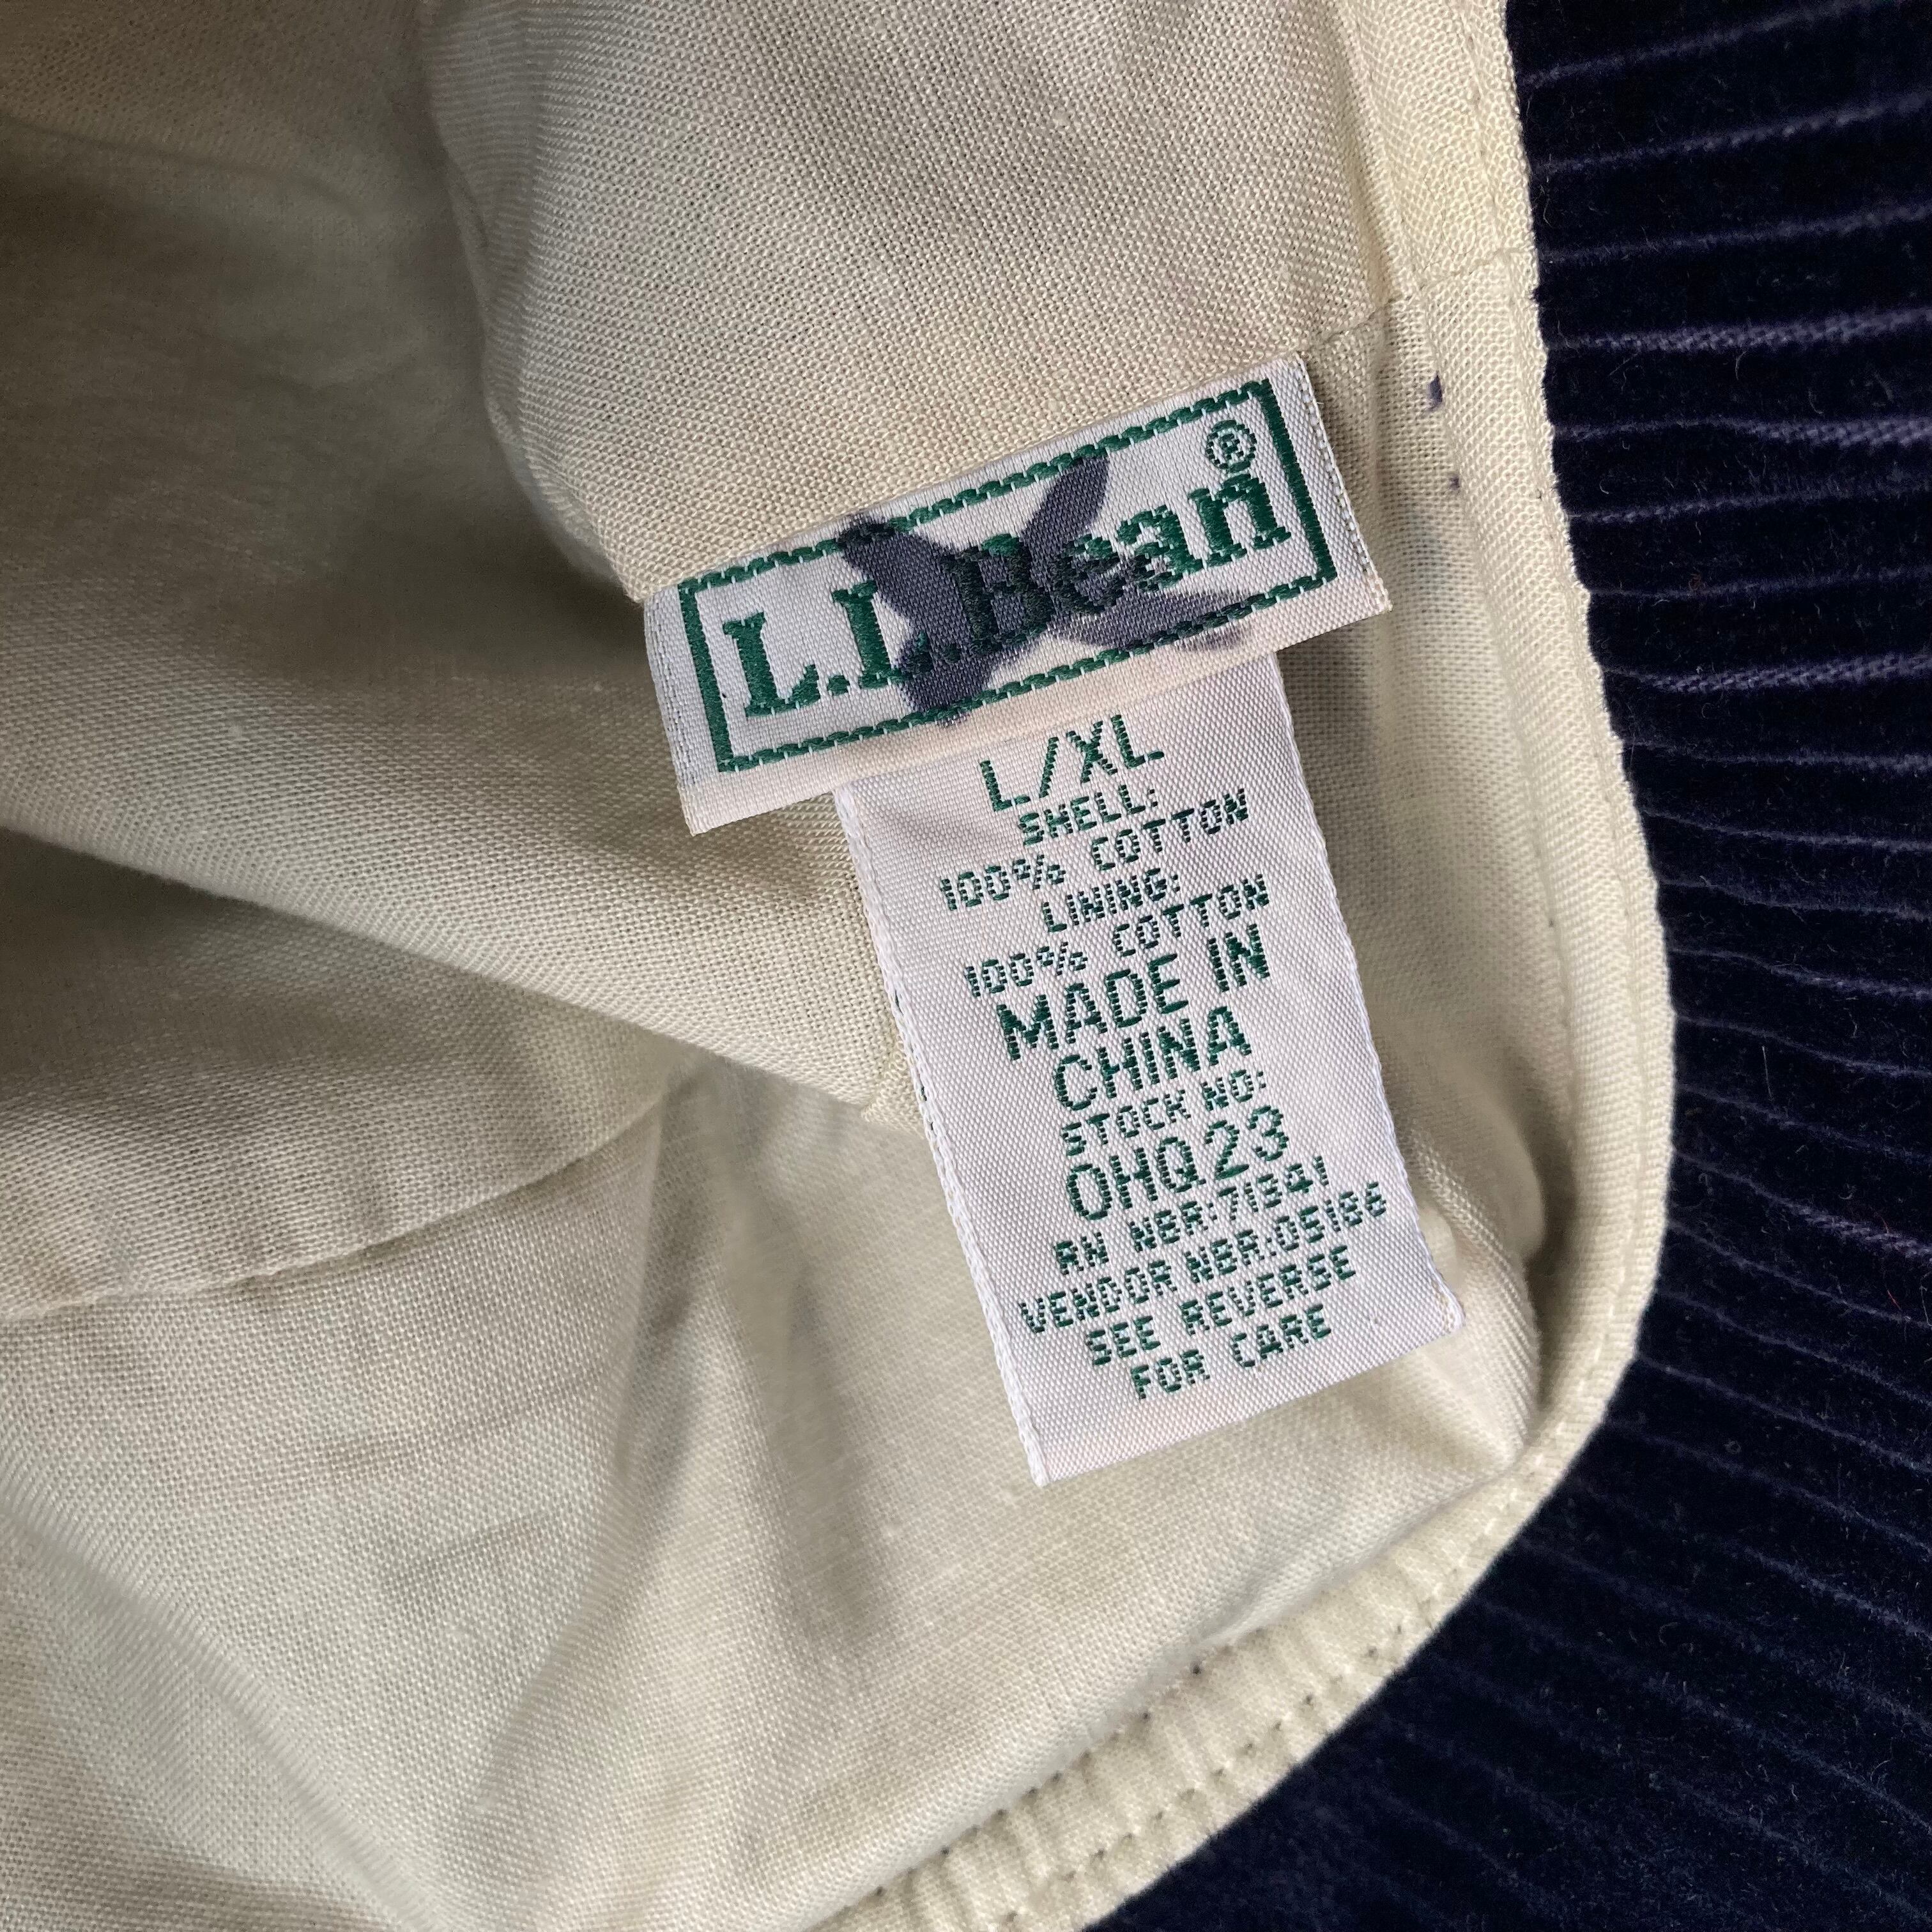 L.L.Bean®
L/XL
SHELL:
100% COTTON
LINING:
100% COTTON
MADE IN
CHINA
STOCK NO:
OHQ23
RN NBR:71341
VENDOR NBR:05186
SEE REVERSE
FOR CARE